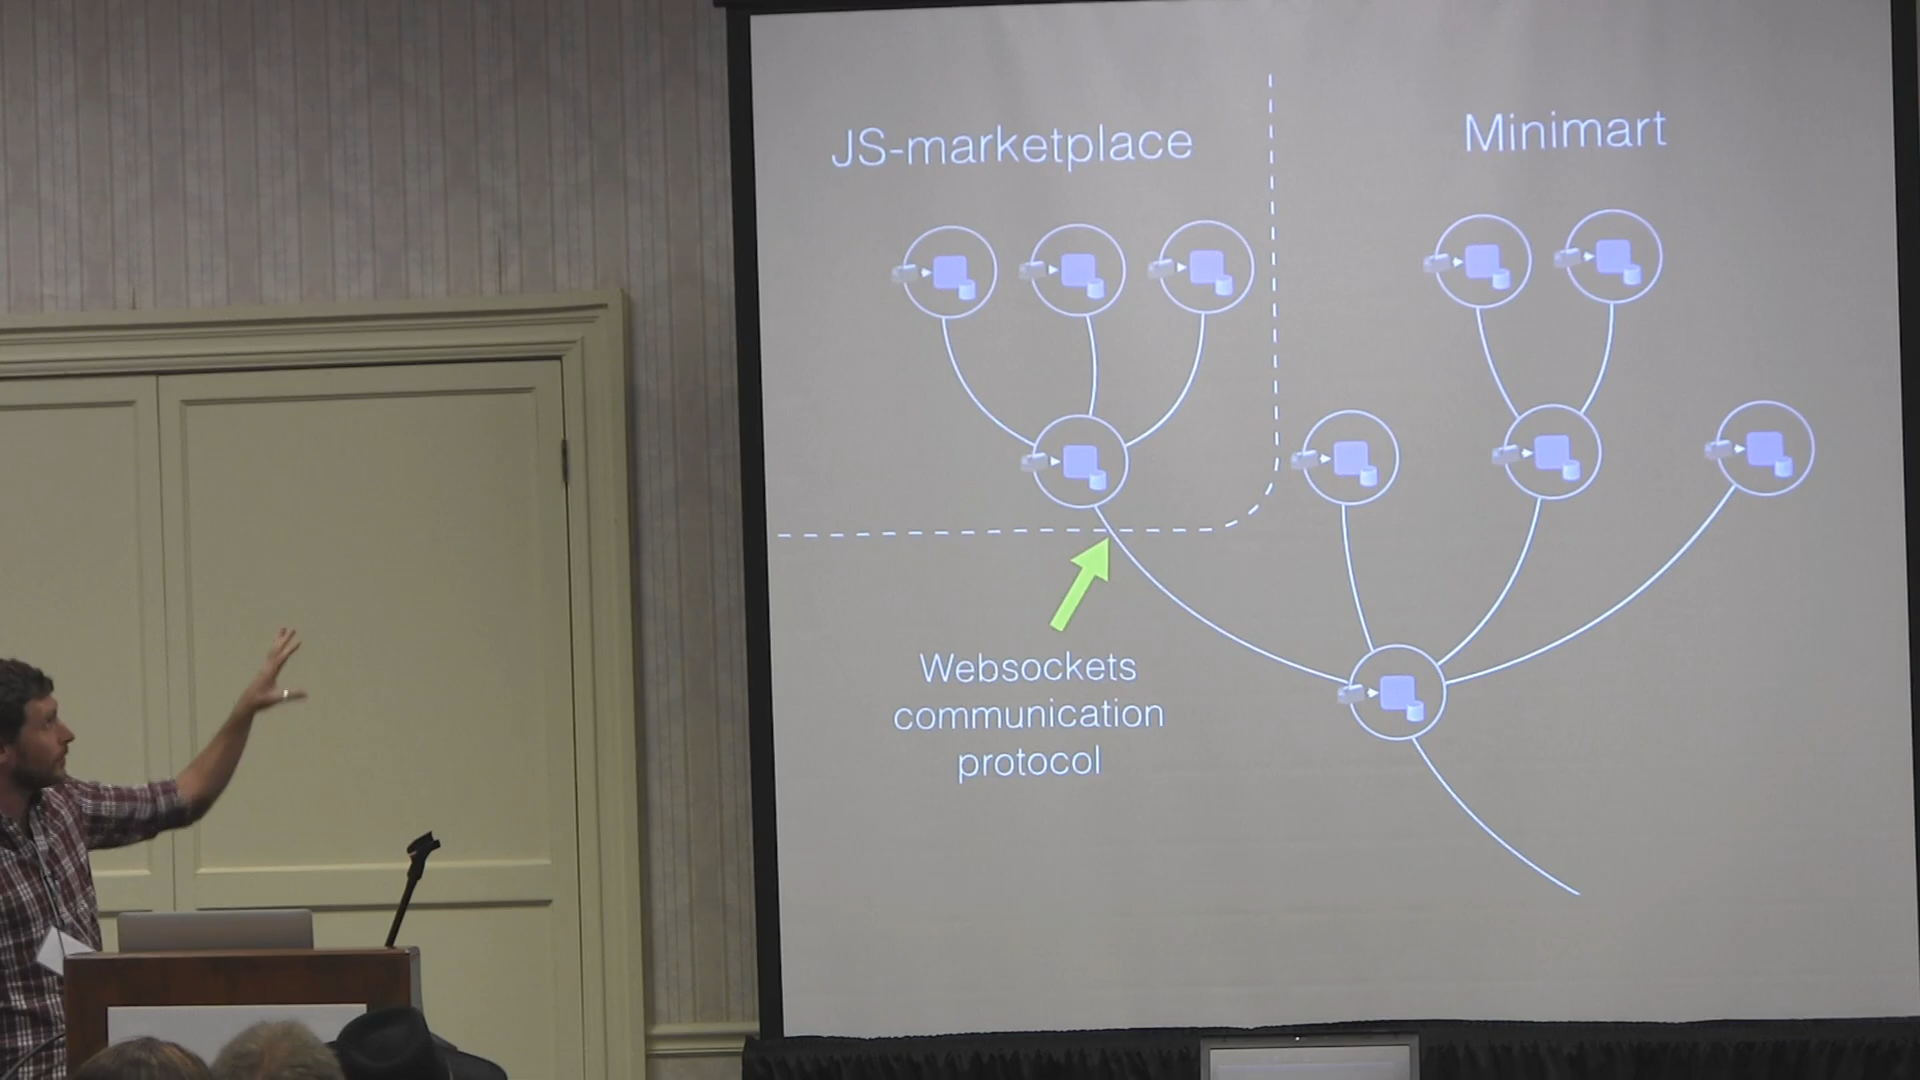 JS-marketplace
Minimart
Websockets
communication
protocol